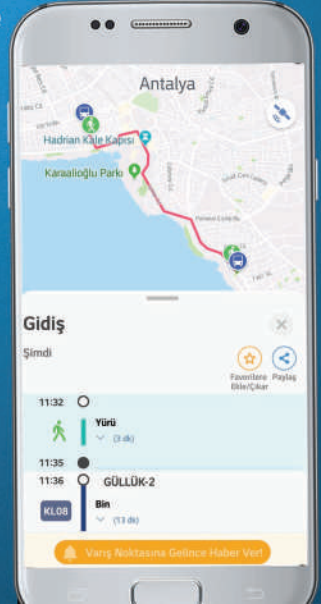 Antalya
Hadrian Kale Kapısı
Karaalioğlu Parkı
Gidiş
Şimdi
Favorilere Ekle/Çıkar
Paylaş
11:32
Yürü
(3 dk)
11:35
11:36
GÜLLÜK-2
KL08
Bin
(13 dk)
Varış Noktasına Gelince Haber Ver!